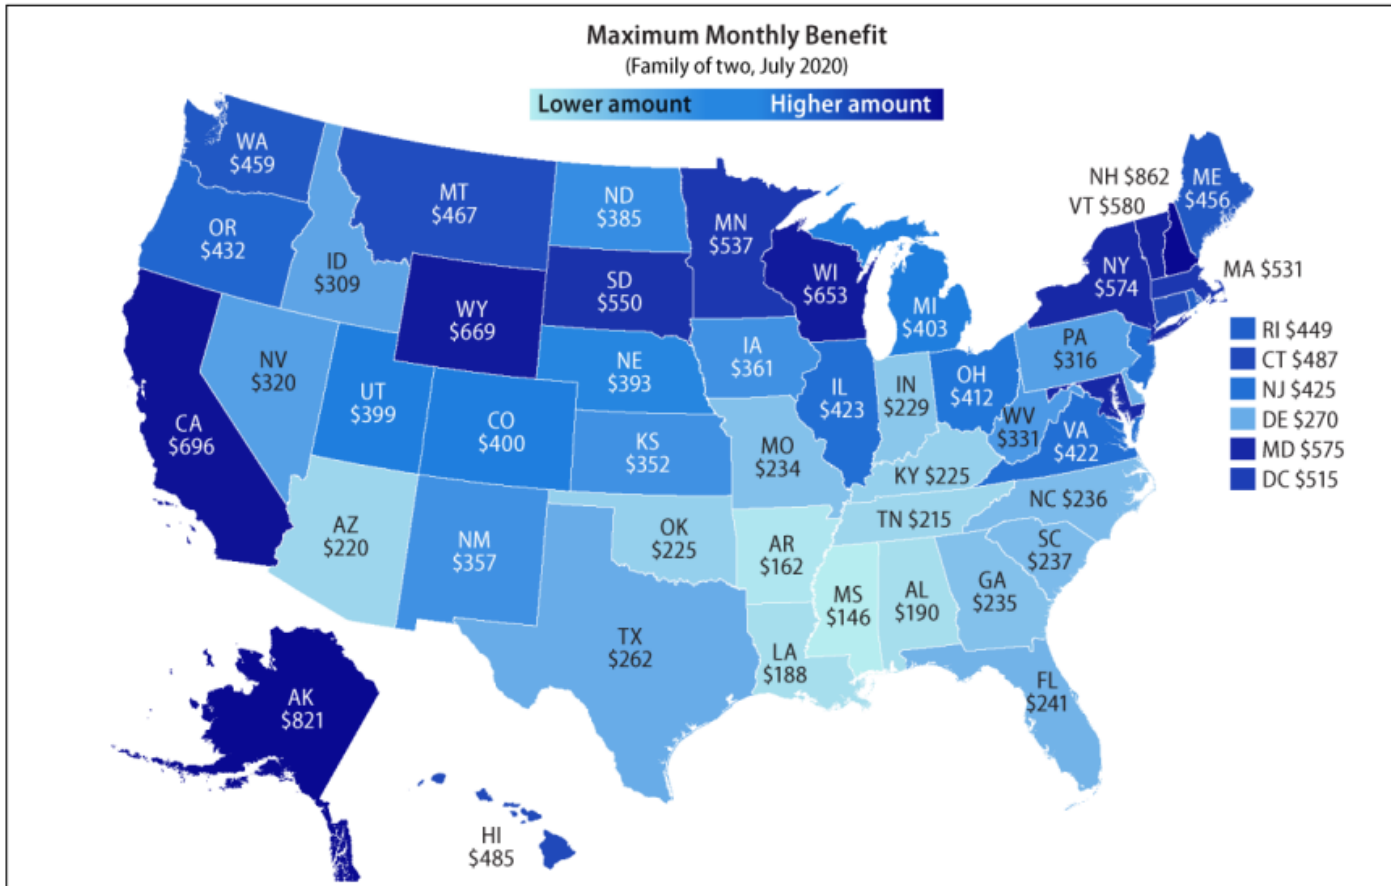 Maximum Monthly Benefit
(Family of two, July 2020)
Lower amount
Higher amount
WA
$459
OR
$432
CA
$696
ID
$309
NV
$320
MT
$467
WY
$669
UT
$399
AZ
$220
CO
$400
NM
$357
ND
$385
SD
$550
NE
$393
KS
$352
OK
$225
TX
$262
MN
$537
IA
$361
MO
$234
AR
$162
LA
$188
WI
$653
IL
$423
MI
$403
IN
$229
OH
$412
KY $225
TN $215
MS
$146
AL
$190
GA
$235
FL
$241
SC
$237
NC $236
WV
$331
VA
$422
PA
$316
NY
$574
NH $862
VT $580
ME
$456
MA $531
RI $449
CT $487
NJ $425
DE $270
MD $575
DC $515
AK
$821
HI
$485